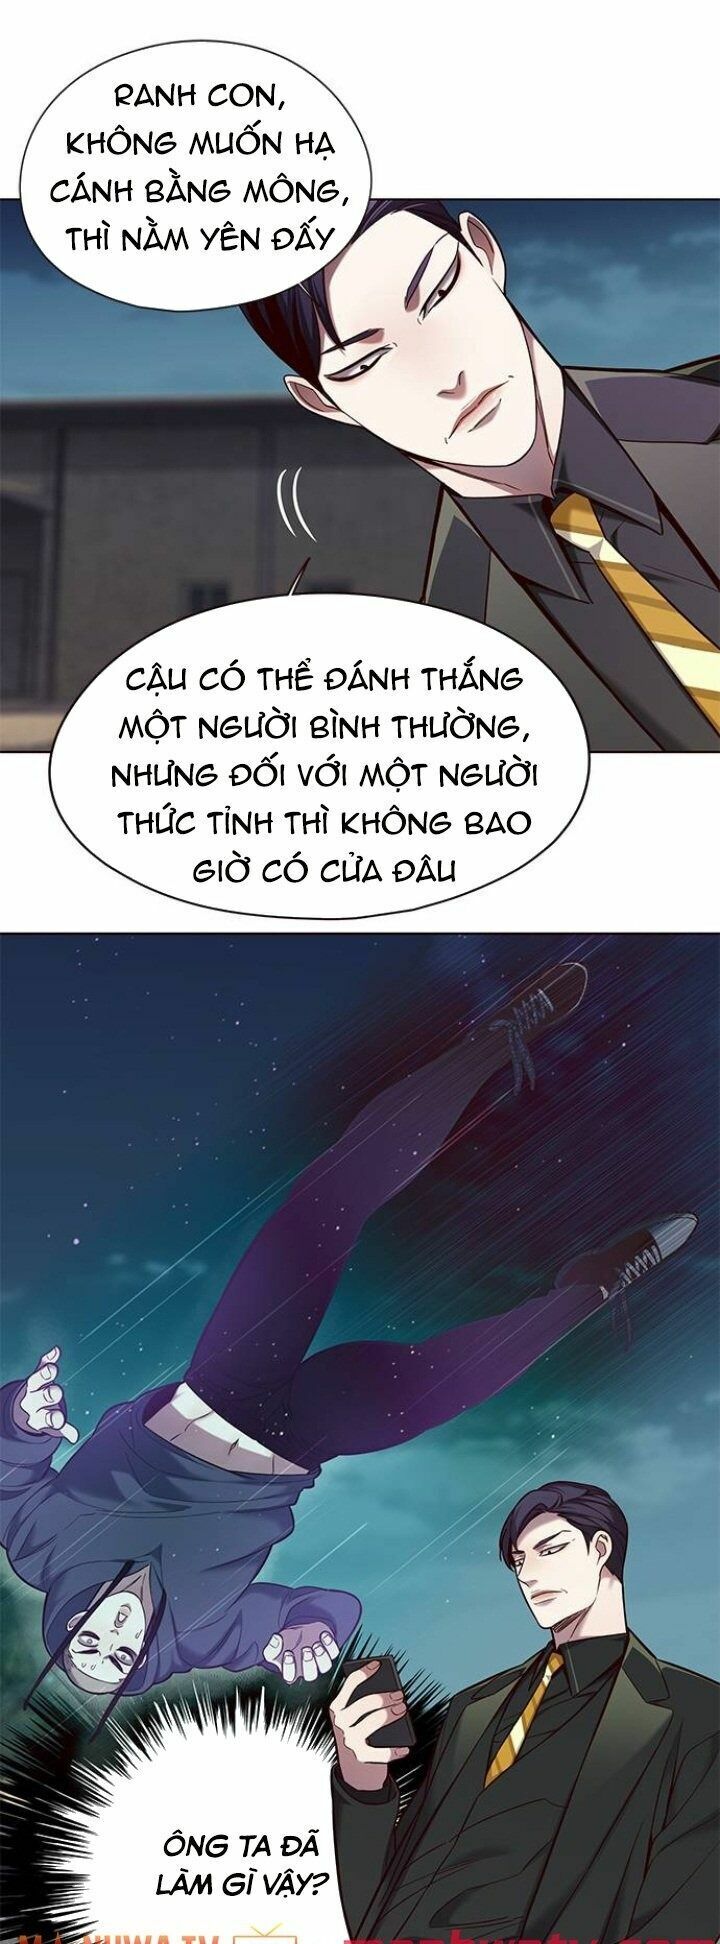 RANH CON,
KHÔNG MUỐN HẠ
CÁNH BẰNG MÔNG,
THÌ NẰM YÊN ĐẤY
CẬU CÓ THỂ ĐÁNH THẮNG
MỘT NGƯỜI BÌNH THƯỜNG,
NHƯNG ĐỐI VỚI MỘT NGƯỜI
THỨC TỈNH THÌ KHÔNG BAO
GIỜ CÓ CỬA ĐÂU
ÔNG TA ĐÃ
LÀM GÌ VẬY?